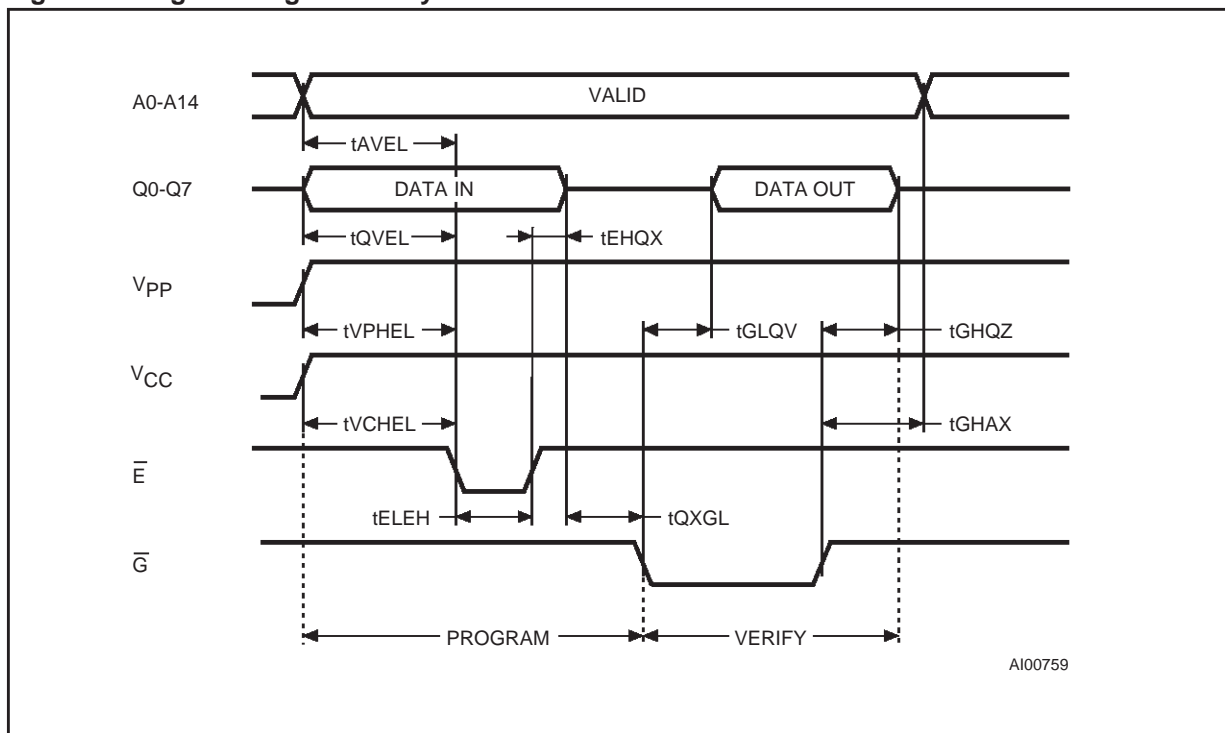 A0-A14
VALID
tAVEL
Q0-Q7
DATA IN
DATA OUT
tQVEL
tEHQX
VPP
tVPHEL
tGLQV
tGHQZ
VCC
tVCHEL
tGHAX
E̅
tELEH
tQXGL
G̅
PROGRAM
VERIFY
AI00759